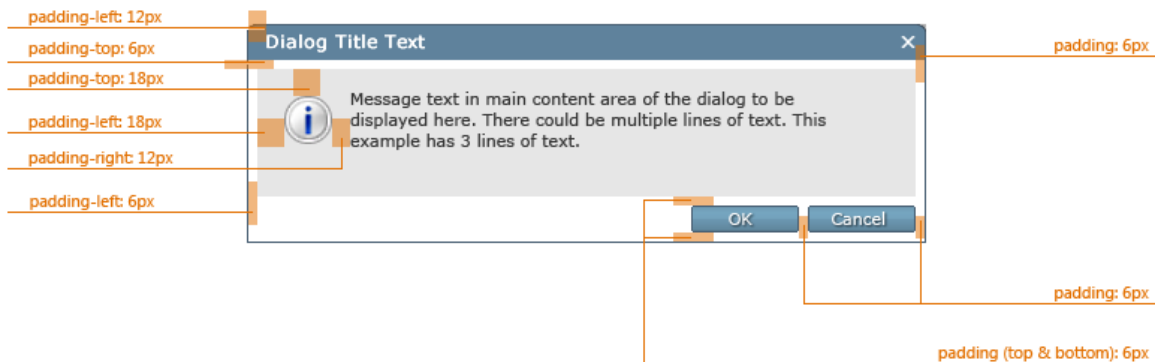 padding-left: 12px
padding-top: 6px
padding-top: 18px
padding-left: 18px
padding-right: 12px
padding-left: 6px
Dialog Title Text
Message text in main content area of the dialog to be
displayed here. There could be multiple lines of text. This
example has 3 lines of text.
OK
Cancel
padding: 6px
padding: 6px
padding (top & bottom): 6px